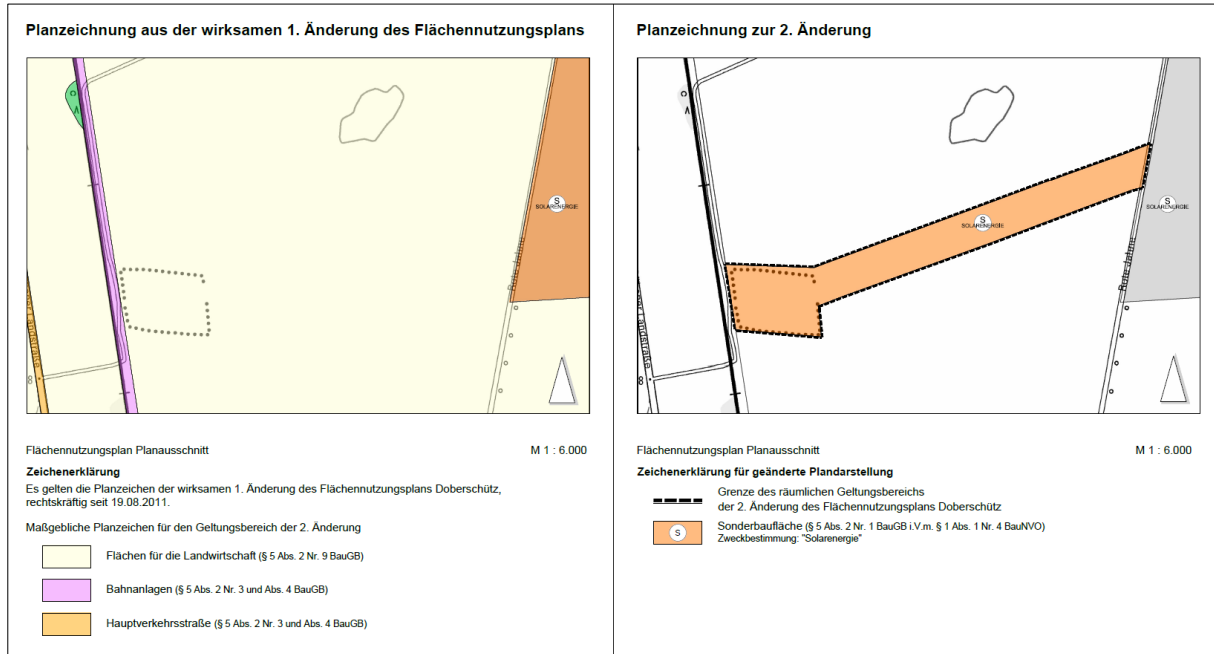 Planzeichnung aus der wirksamen 1. Änderung des Flächennutzungsplans
S
SOLARENERGIE
Flächennutzungsplan Planausschnitt
M 1 : 6.000
Zeichenerklärung
Es gelten die Planzeichen der wirksamen 1. Änderung des Flächennutzungsplans Doberschütz,
rechtskräftig seit 19.08.2011.
Maßgebliche Planzeichen für den Geltungsbereich der 2. Änderung
Flächen für die Landwirtschaft (§ 5 Abs. 2 Nr. 9 BauGB)
Bahnanlagen (§ 5 Abs. 2 Nr. 3 und Abs. 4 BauGB)
Hauptverkehrsstraße (§ 5 Abs. 2 Nr. 3 und Abs. 4 BauGB)
Planzeichnung zur 2. Änderung
S
SOLARENERGIE
S
SOLARENERGIE
Flächennutzungsplan Planausschnitt
M 1 : 6.000
Zeichenerklärung für geänderte Plandarstellung
Grenze des räumlichen Geltungsbereichs
der 2. Änderung des Flächennutzungsplans Doberschütz
S
Sonderbaufläche (§ 5 Abs. 2 Nr. 1 BauGB i.V.m. § 1 Abs. 1 Nr. 4 BauNVO)
Zweckbestimmung: "Solarenergie"